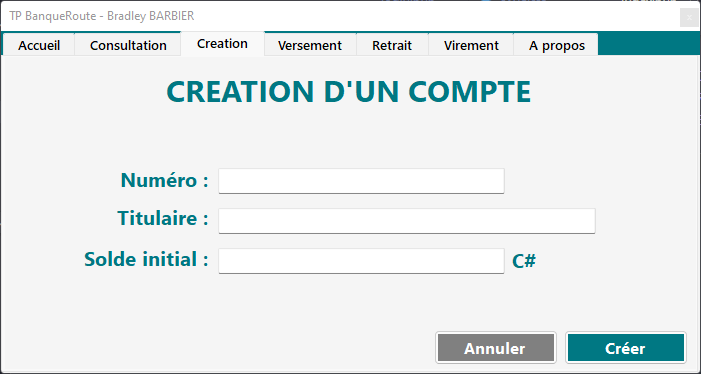 TP BanqueRoute - Bradley BARBIER
Accueil Consultation Creation Versement Retrait Virement A propos
CREATION D'UN COMPTE
Numéro :
Titulaire :
Solde initial : C#
Annuler Créer